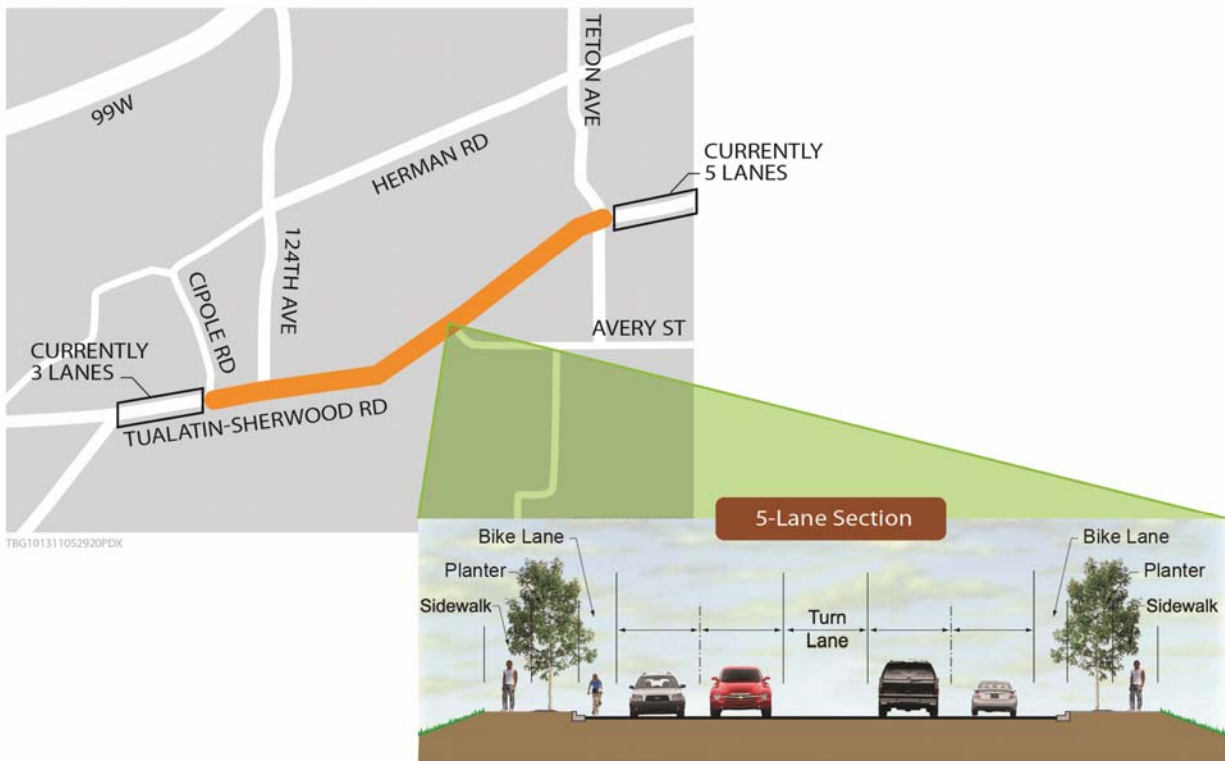 99W
HERMAN RD
TETON AVE
CURRENTLY
5 LANES
124TH AVE
CIPOLE RD
AVERY ST
CURRENTLY
3 LANES
TUALATIN-SHERWOOD RD
TBG101311052920PDX
5-Lane Section
Bike Lane
Planter
Sidewalk
Turn
Lane
Bike Lane
Planter
Sidewalk